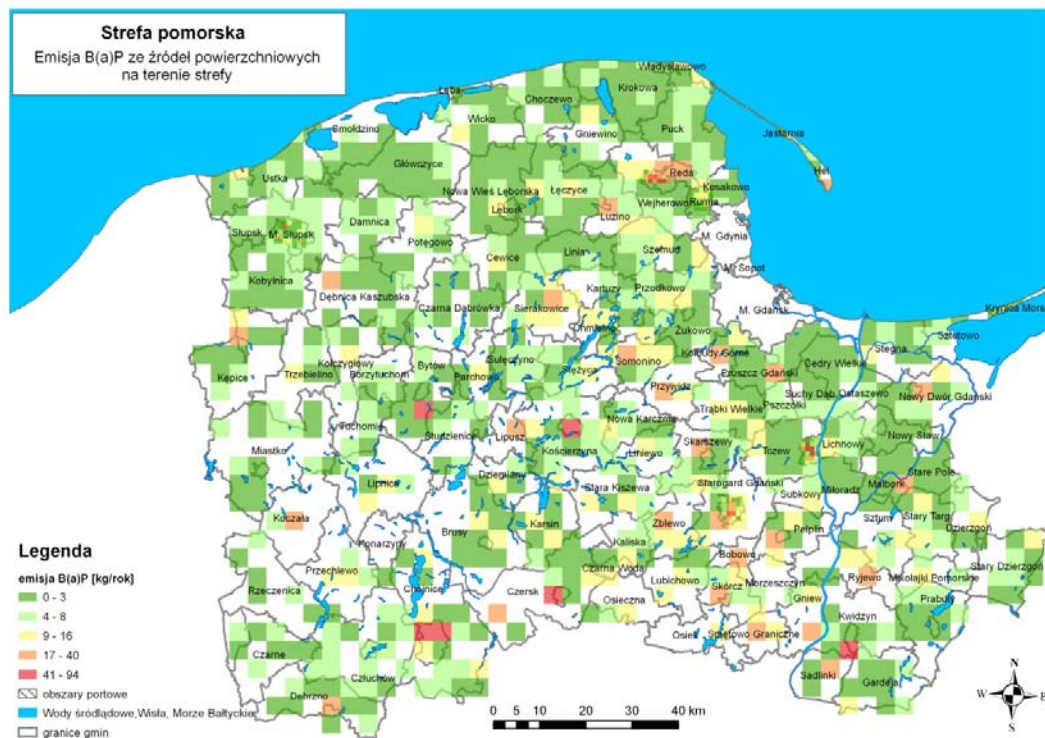 Strefa pomorska
Emisja B(a)P ze źródeł powierzchniowych
na terenie strefy
Władysławowo
Łeba
Choczewo
Krokowa
Wicko
Smołdzino
Gniewino
Puck
Jastarnia
Główczyce
Hel
Reda
Ustka
Nowa Wieś Lęborska
Łęczyce
Kosakowo
Wejherowo
Rumia
Lębork
Luzino
Damnica
Słupsk
M. Słupsk
Potęgowo
M. Gdynia
Linia
Szemud
Cewice
M. Sopot
Kobylnica
Kartuzy
Przodkowo
Dębnica Kaszubska
Czarna Dąbrówka
Sierakowice
M. Gdańsk
Krynica Mors
Chmielno
Żukowo
Sztutowo
Stegna
Kolbudy Górne
Kołczygłowy
Sulęczyno
Somonino
Cedry Wielkie
Bytów
Stężyca
Pruszcz Gdański
Kępice
Trzebielino
Borzytuchom
Parchowo
Przywidz
Nowy Dwór Gdański
Suchy Dąb
Ostaszewo
Trąbki Wielkie
Pszczółki
Nowa Karczma
Tuchomie
Studzienice
Lipusz
Skarszewy
Lichnowy
Nowy Staw
Miastko
Kościerzyna
Liniewo
Tczew
Dziemiany
Stare Pole
Lipnica
Stara Kiszewa
Starogard Gdański
Malbork
Miłoradz
Subkowy
Koczała
Karsin
Zblewo
Sztum
Stary Targ
Dzierzgoń
Brusy
Pelplin
Konarzyny
Kaliska
Bobowo
Legenda
Stary Dzierzgoń
Przechlewo
Czarna Woda
Lubichowo
Morzeszczyn
Ryjewo
Mikołajki Pomorskie
emisja B(a)P [kg/rok]
Rzeczenica
Chojnice
Czersk
Skórcz
Gniew
Prabuty
0 - 3
Osieczna
4 - 8
Kwidzyn
9 - 16
Osiek
Smętowo Graniczne
17 - 40
Czarne
41 - 94
Człuchów
Sadlinki
Gardeja
obszary portowe
Debrzno
Wody śródlądowe,Wisła, Morze Bałtyckie
granice gmin
0 5 10 20 30 40 km
N
W E
S